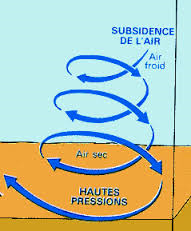 SUBSIDENCE
DE L'AIR
Air
froid
Air sec
HAUTES
PRESSIONS